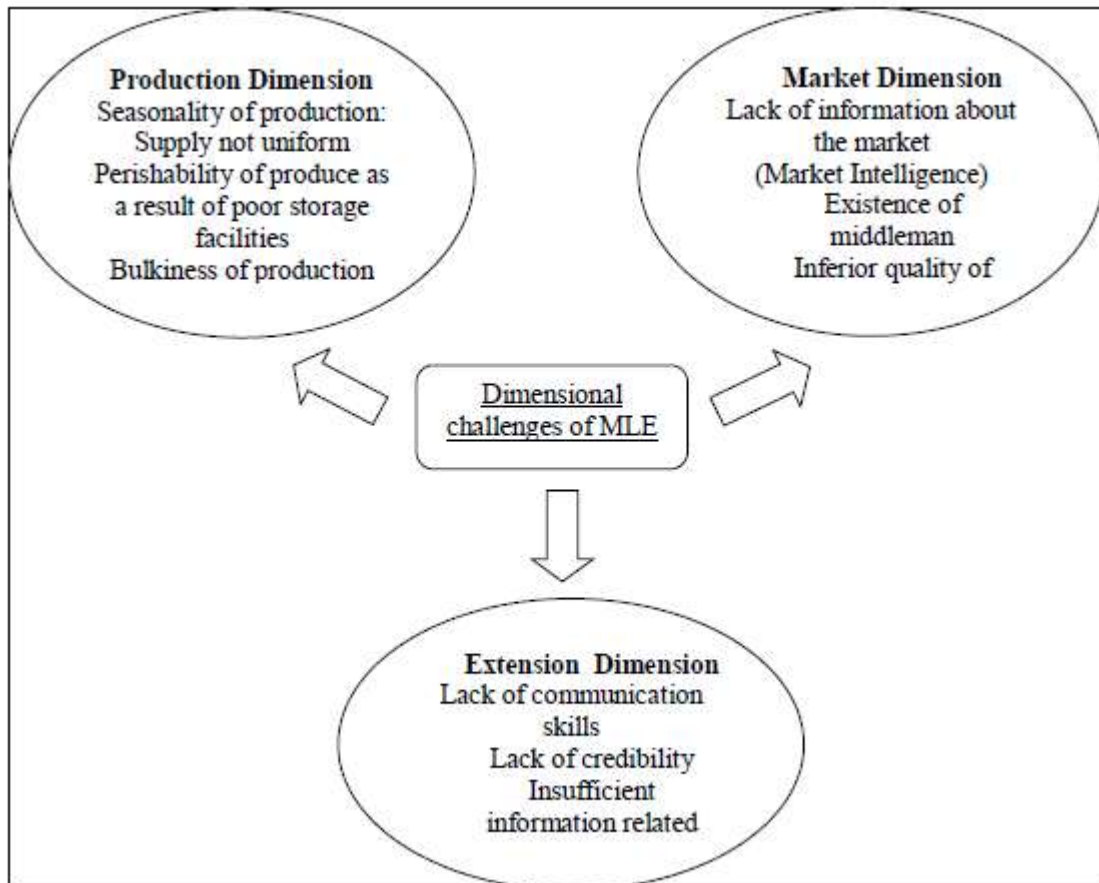 Production Dimension
Seasonality of production:
Supply not uniform
Perishability of produce as
a result of poor storage
facilities
Bulkiness of production
Market Dimension
Lack of information about
the market
(Market Intelligence)
Existence of
middleman
Inferior quality of
Dimensional
challenges of MLE
Extension Dimension
Lack of communication
skills
Lack of credibility
Insufficient
information related